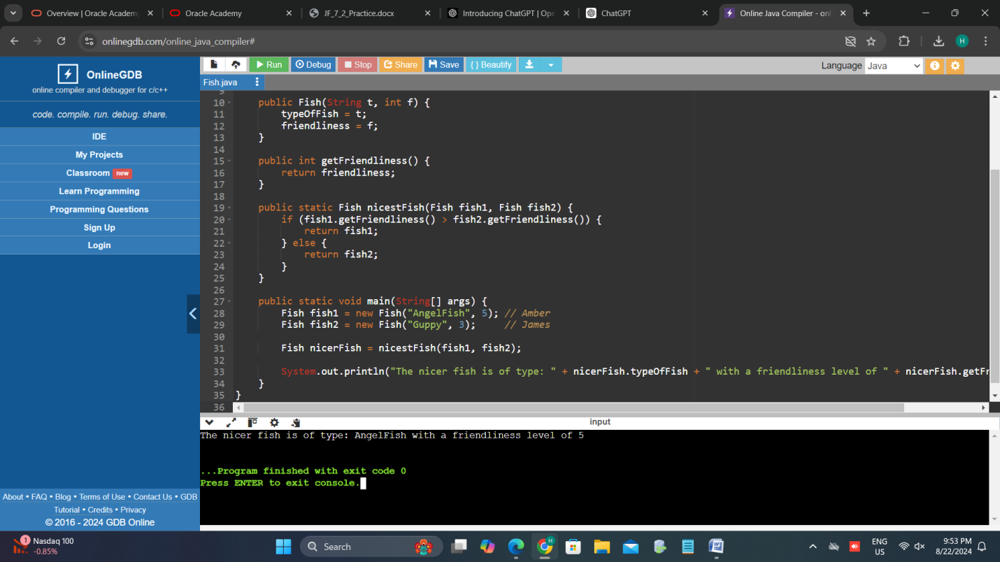 Overview | Oracle Academy
Oracle Academy
JF_7_2_Practice.docx
Introducing ChatGPT | Ope
ChatGPT
Online Java Compiler - onl
onlinegdb.com/online_java_compiler#
H
OnlineGDB
online compiler and debugger for c/c++
code. compile. run. debug. share.
IDE
My Projects
Classroom new
Learn Programming
Programming Questions
Sign Up
Login
About • FAQ • Blog • Terms of Use • Contact Us • GDB
Tutorial • Credits • Privacy
© 2016 - 2024 GDB Online
Run
Debug
Stop
Share
Save
{ } Beautify
Language Java
Fish.java
9
10 public Fish(String t, int f) {
11 typeOfFish = t;
12 friendliness = f;
13 }
14
15 public int getFriendliness() {
16 return friendliness;
17 }
18
19 public static Fish nicestFish(Fish fish1, Fish fish2) {
20 if (fish1.getFriendliness() > fish2.getFriendliness()) {
21 return fish1;
22 } else {
23 return fish2;
24 }
25 }
26
27 public static void main(String[] args) {
28 Fish fish1 = new Fish("AngelFish", 5); // Amber
29 Fish fish2 = new Fish("Guppy", 3); // James
30
31 Fish nicerFish = nicestFish(fish1, fish2);
32
33 System.out.println("The nicer fish is of type: " + nicerFish.typeOfFish + " with a friendliness level of " + nicerFish.getFr
34 }
35 }
36
input
The nicer fish is of type: AngelFish with a friendliness level of 5
...Program finished with exit code 0
Press ENTER to exit console.
1
Nasdaq 100
-0.85%
Search
ENG
US
9:53 PM
8/22/2024